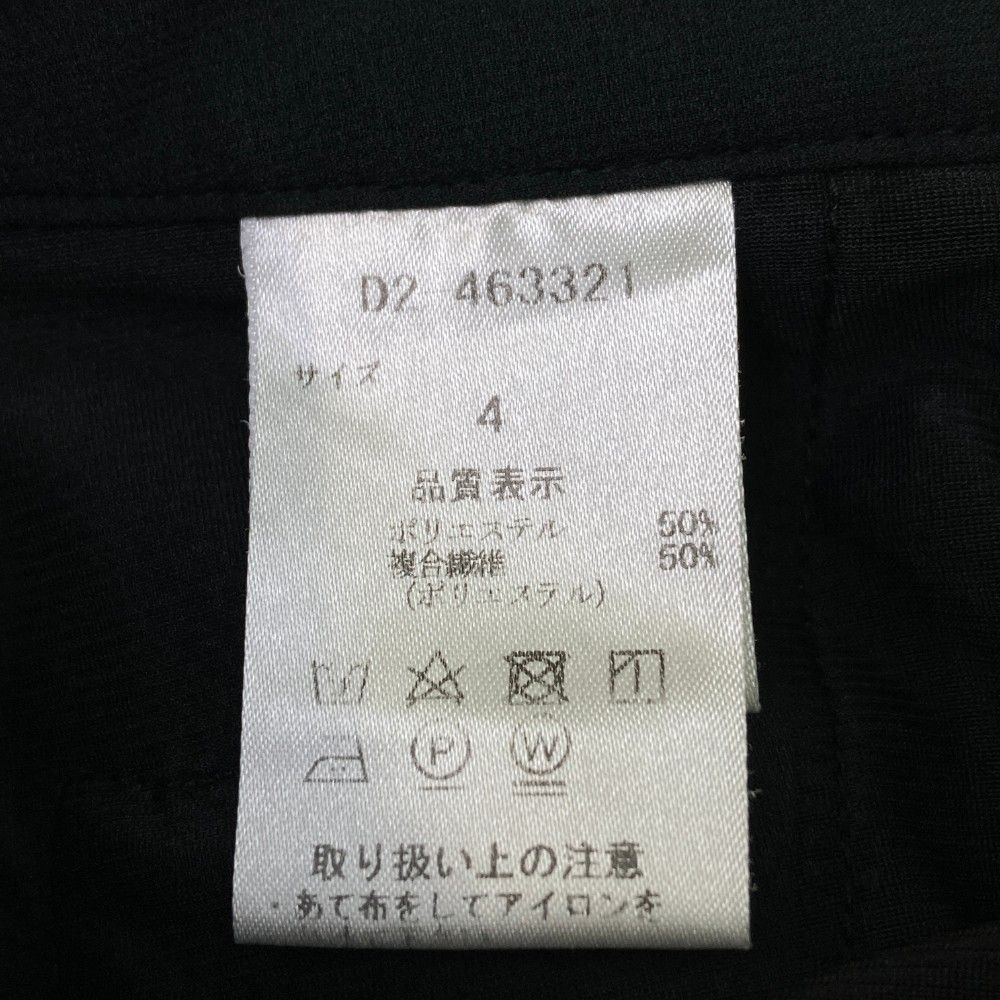 D2 463321
サイズ
4
品質表示
ポリエステル 50%
複合繊維 50%
(ポリエステル)
P W
取り扱い上の注意
・あて布をしてアイロンを